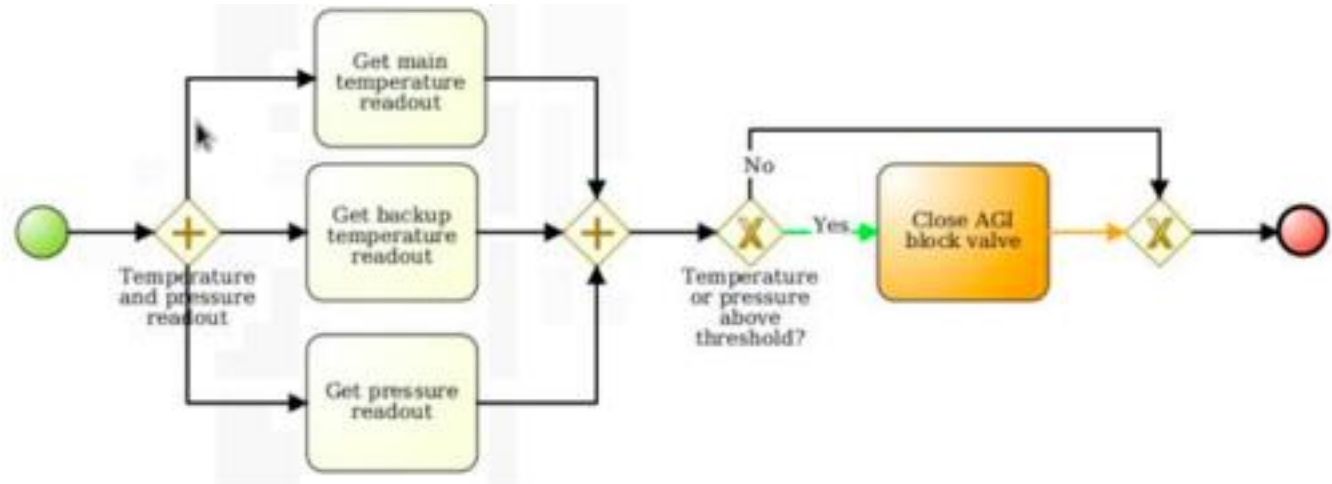 Get main
temperature
readout
Get backup
temperature
readout
Temperature
and pressure
readout
Get pressure
readout
No
Yes
Temperature
or pressure
above
threshold?
Close AGI
block valve